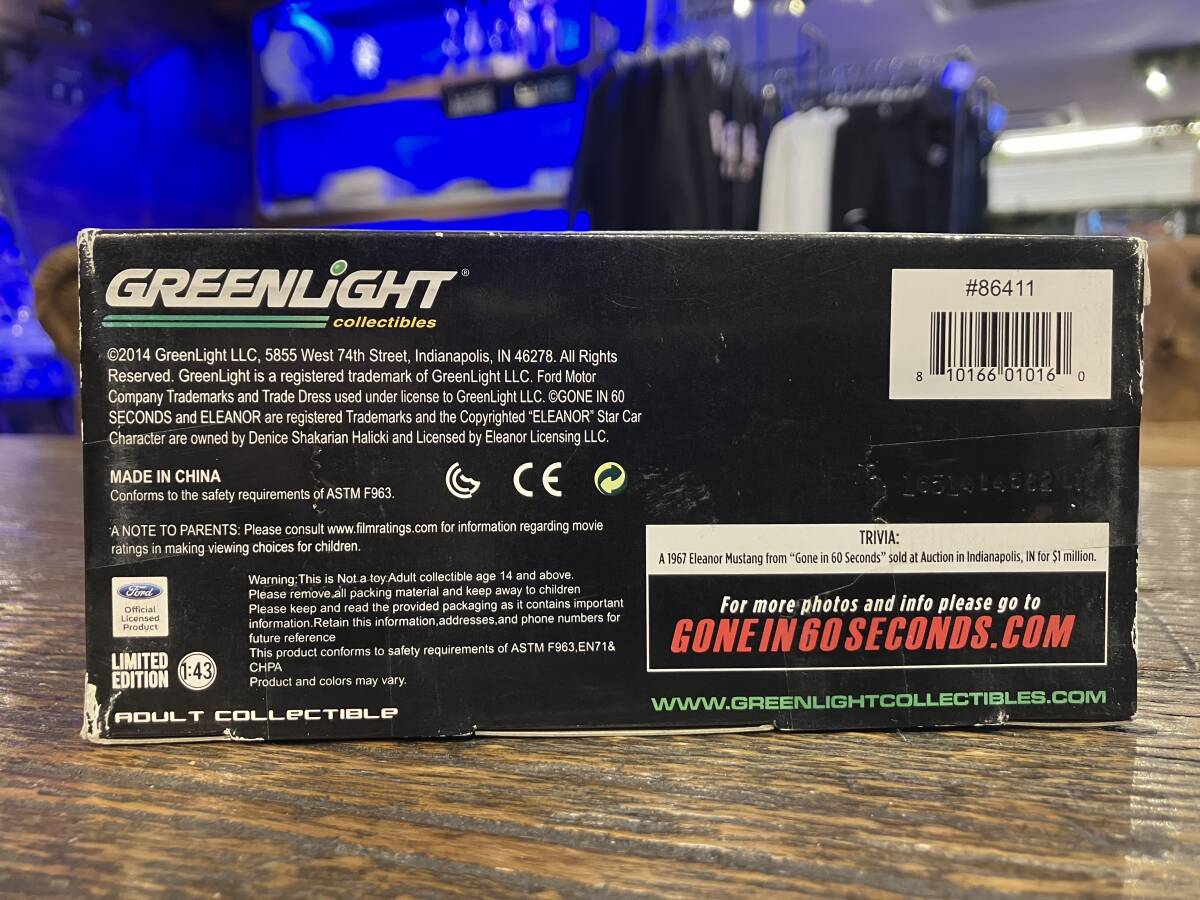 GREENLiGHT®
collectibles
©2014 GreenLight LLC, 5855 West 74th Street, Indianapolis, IN 46278. All Rights
Reserved. GreenLight is a registered trademark of GreenLight LLC. Ford Motor
Company Trademarks and Trade Dress used under license to GreenLight LLC. ©GONE IN 60
SECONDS and ELEANOR are registered Trademarks and the Copyrighted "ELEANOR" Star Car
Character are owned by Denice Shakarian Halicki and Licensed by Eleanor Licensing LLC.
MADE IN CHINA
Conforms to the safety requirements of ASTM F963.
CE
A NOTE TO PARENTS: Please consult www.filmratings.com for information regarding movie
ratings in making viewing choices for children.
Ford
Official
Licensed
Product
LIMITED
EDITION
1:43
Warning:This is Not a toy.Adult collectible age 14 and above.
Please remove all packing material and keep away to children
Please keep and read the provided packaging as it contains important
information.Retain this information,addresses,and phone numbers for
future reference
This product conforms to safety requirements of ASTM F963,EN71&
CHPA
Product and colors may vary.
ADULT COLLECTIBLE
#86411
8 10166 01016 0
TRIVIA:
A 1967 Eleanor Mustang from "Gone in 60 Seconds" sold at Auction in Indianapolis, IN for $1 million.
For more photos and info please go to
GONEIN60SECONDS.COM
WWW.GREENLIGHTCOLLECTIBLES.COM